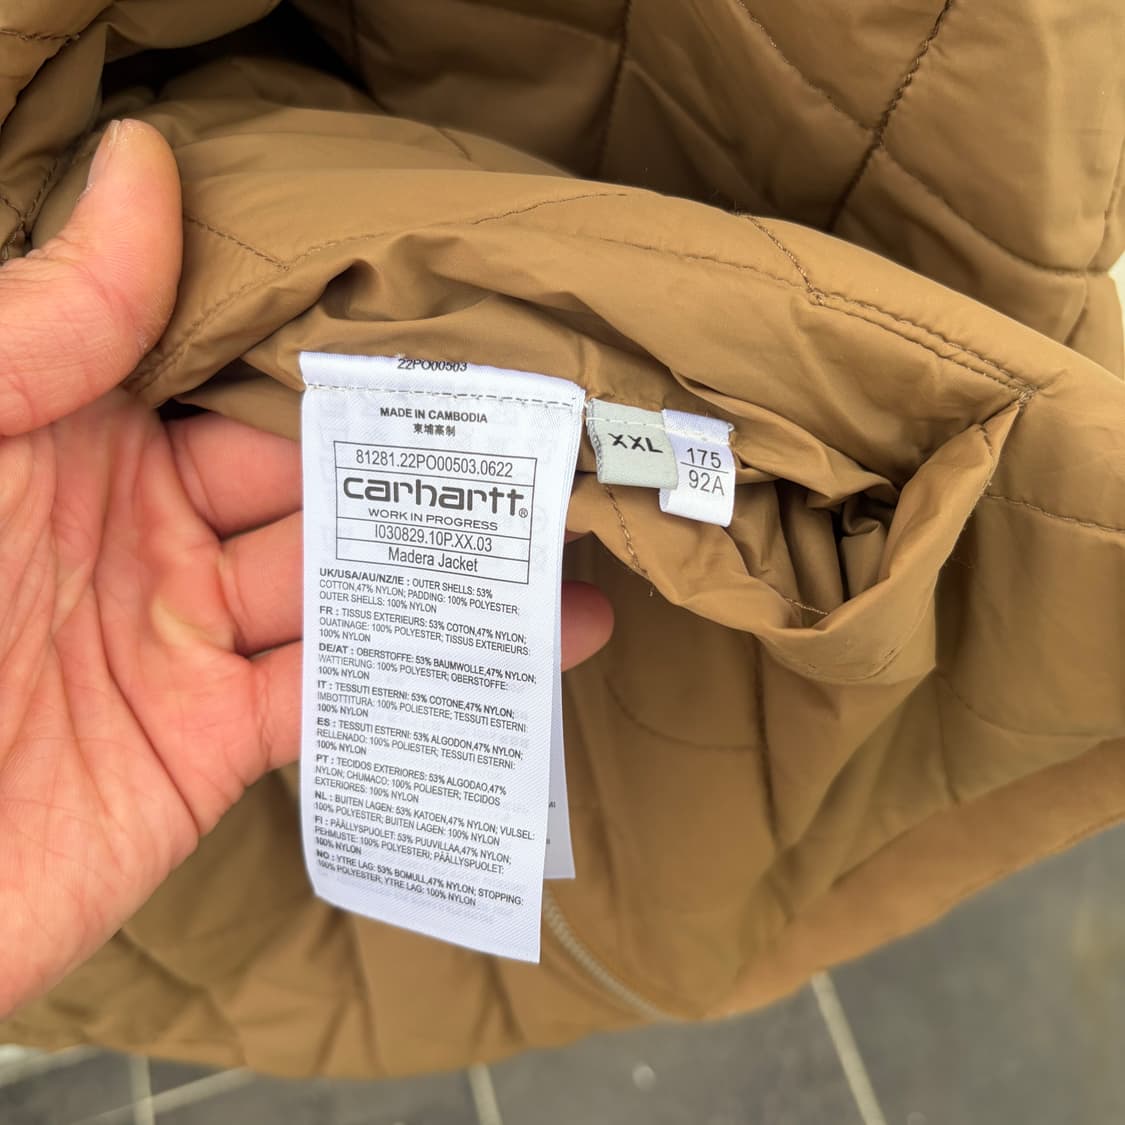 22PO00503
MADE IN CAMBODIA
柬埔寨制
81281.22PO00503.0622
carhartt®
WORK IN PROGRESS
I030829.10P.XX.03
Madera Jacket
UK/USA/AU/NZ/IE : OUTER SHELLS: 53%
COTTON,47% NYLON; PADDING: 100% POLYESTER;
OUTER SHELLS: 100% NYLON
FR : TISSUS EXTERIEURS: 53% COTON,47% NYLON;
OUATINAGE: 100% POLYESTER; TISSUS EXTERIEURS:
100% NYLON
DE/AT : OBERSTOFFE: 53% BAUMWOLLE,47% NYLON;
WATTIERUNG: 100% POLYESTER; OBERSTOFFE:
100% NYLON
IT : TESSUTI ESTERNI: 53% COTONE,47% NYLON;
IMBOTTITURA: 100% POLIESTERE; TESSUTI ESTERNI:
100% NYLON
ES : TESSUTI ESTERNI: 53% ALGODON,47% NYLON;
RELLENADO: 100% POLIESTER; TESSUTI ESTERNI:
100% NYLON
PT : TECIDOS EXTERIORES: 53% ALGODAO,47%
NYLON; CHUMACO: 100% POLIESTER; TECIDOS
EXTERIORES: 100% NYLON
NL : BUITEN LAGEN: 53% KATOEN,47% NYLON; VULSEL:
100% POLYESTER; BUITEN LAGEN: 100% NYLON
FI : PÄÄLLYSPUOLET: 53% PUUVILLAA,47% NYLON;
PEHMUSTE: 100% POLYESTERI; PÄÄLLYSPUOLET:
100% NYLON
NO : YTRE LAG: 53% BOMULL,47% NYLON; STOPPING:
100% POLYESTER; YTRE LAG: 100% NYLON
XXL
175
92A